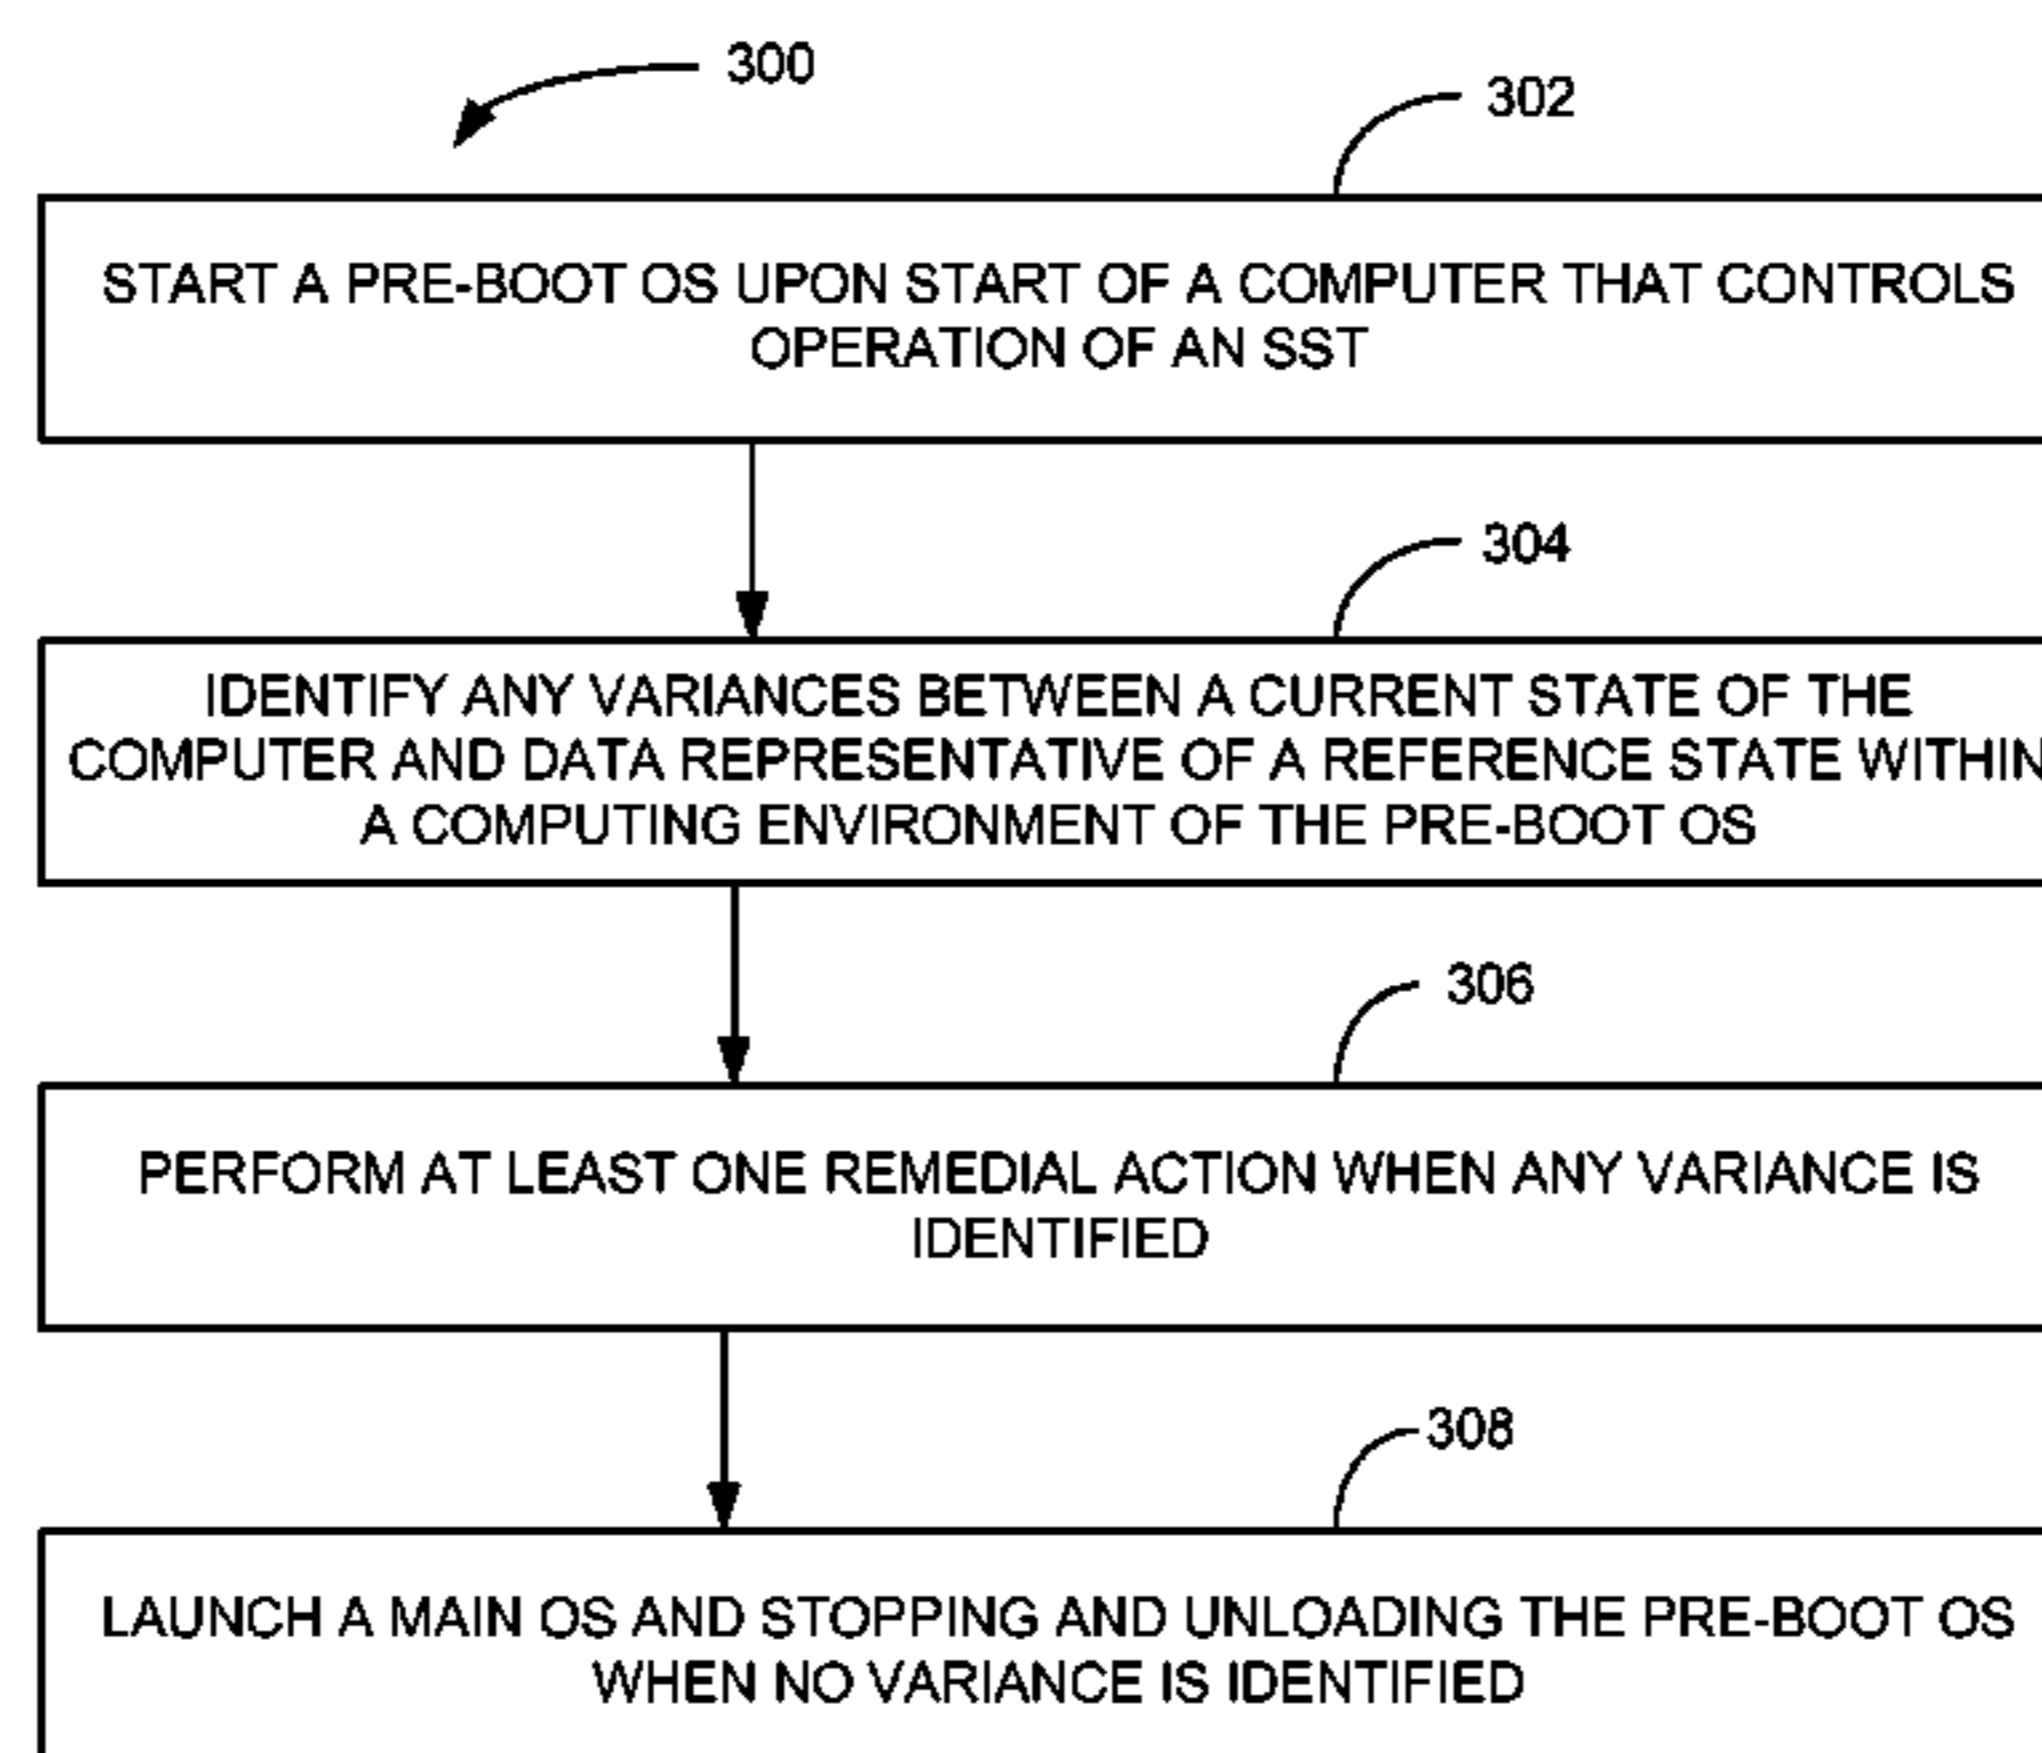 300
302
START A PRE-BOOT OS UPON START OF A COMPUTER THAT CONTROLS
OPERATION OF AN SST
304
IDENTIFY ANY VARIANCES BETWEEN A CURRENT STATE OF THE
COMPUTER AND DATA REPRESENTATIVE OF A REFERENCE STATE WITHIN
A COMPUTING ENVIRONMENT OF THE PRE-BOOT OS
306
PERFORM AT LEAST ONE REMEDIAL ACTION WHEN ANY VARIANCE IS
IDENTIFIED
308
LAUNCH A MAIN OS AND STOPPING AND UNLOADING THE PRE-BOOT OS
WHEN NO VARIANCE IS IDENTIFIED